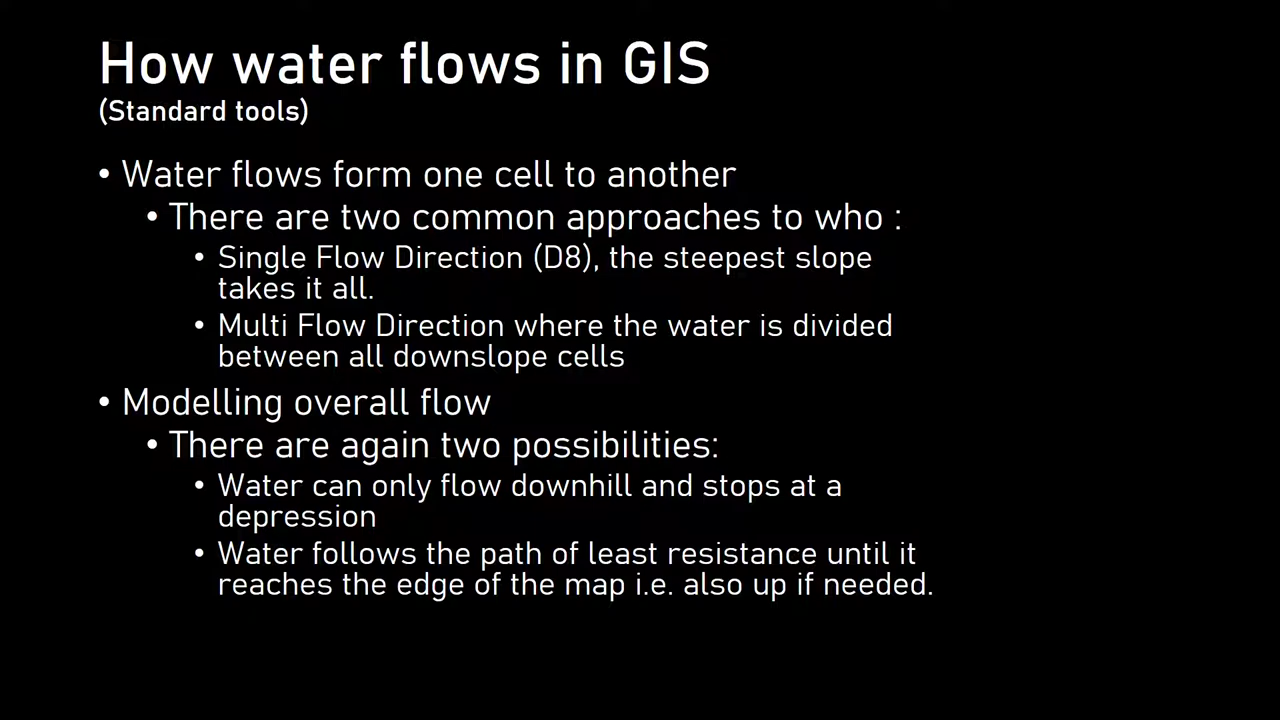 How water flows in GIS
(Standard tools)
• Water flows form one cell to another
• There are two common approaches to who :
• Single Flow Direction (D8), the steepest slope
takes it all.
• Multi Flow Direction where the water is divided
between all downslope cells
• Modelling overall flow
• There are again two possibilities:
• Water can only flow downhill and stops at a
depression
• Water follows the path of least resistance until it
reaches the edge of the map i.e. also up if needed.